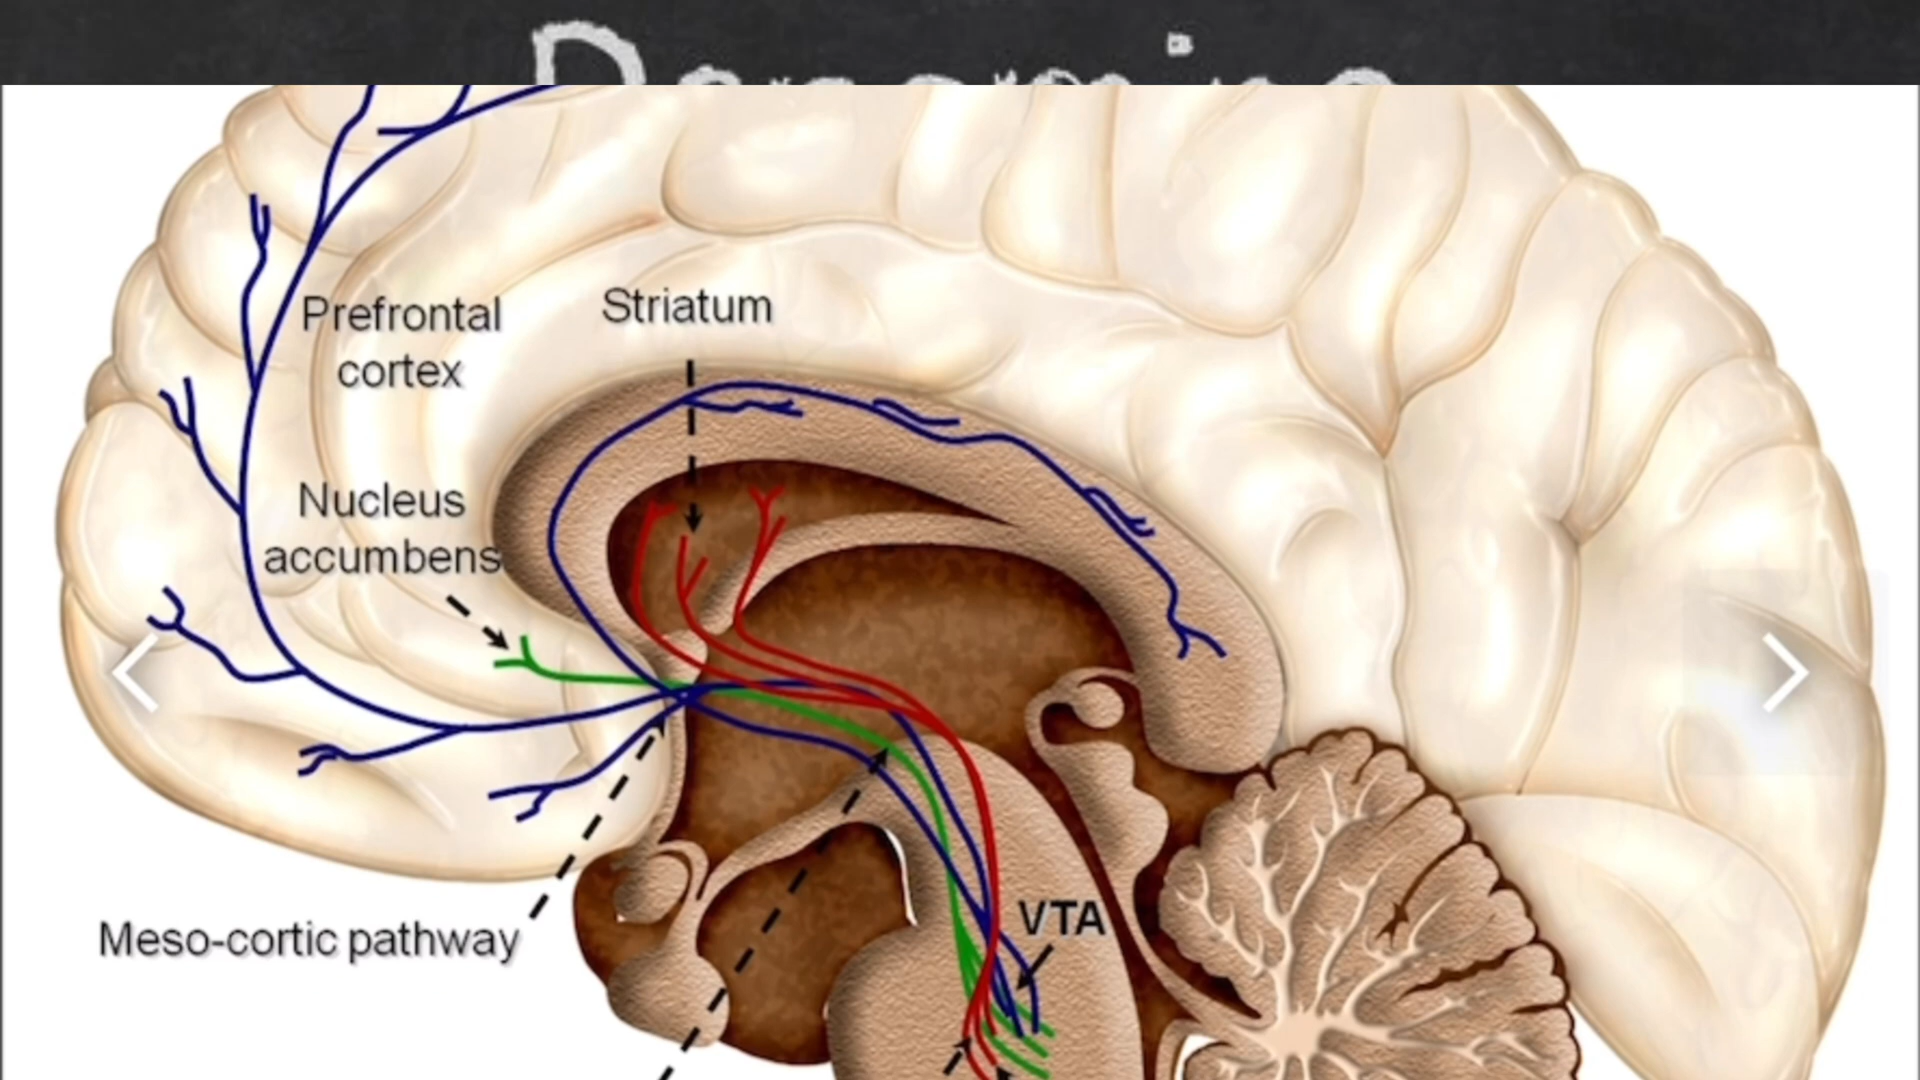 Prefrontal
cortex
Striatum
Nucleus
accumbens
Meso-cortic pathway
VTA